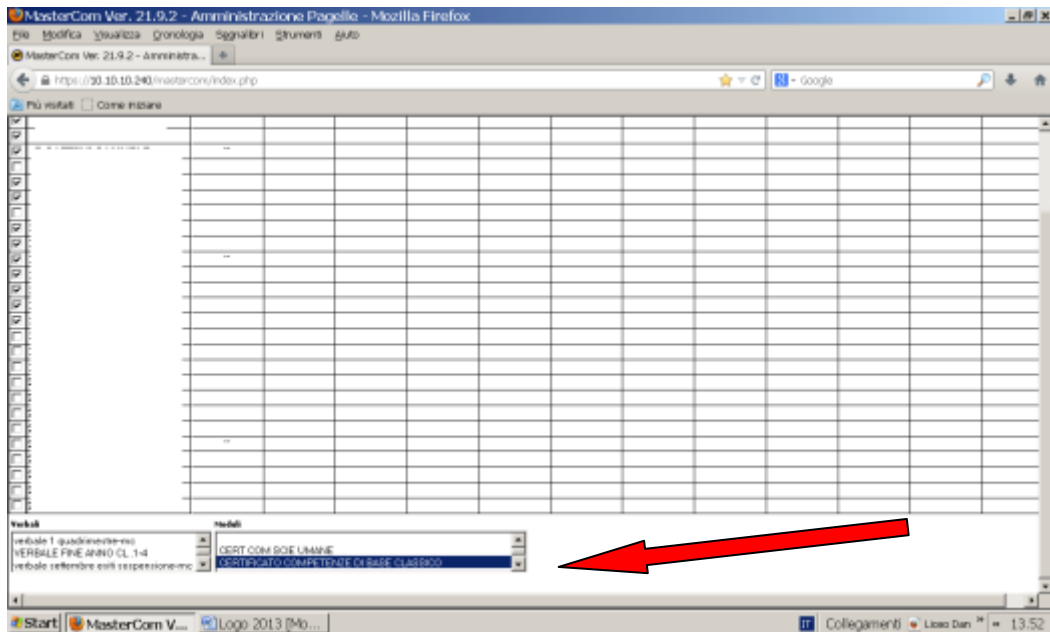 MasterCom Ver. 21.9.2 - Amministrazione Pagelle - Mozilla Firefox
File Modifica Visualizza Cronologia Segnalibri Strumenti Aiuto
MasterCom Ver. 21.9.2 - Amministra...
https://10.10.10.240/mastercom/index.php
Google
Più visitati Come iniziare
Verbali Moduli
verbale 1 quadrimestre-mc
VERBALE FINE ANNO CL. 1-4
verbale settembre esiti sospensione-mc
CERT COM SCIE UMANE
CERTIFICATO COMPETENZE DI BASE CLASSICO
Start MasterCom V... Logo 2013 [Mo... IT Collegamenti Liceo Dan » « 13.52